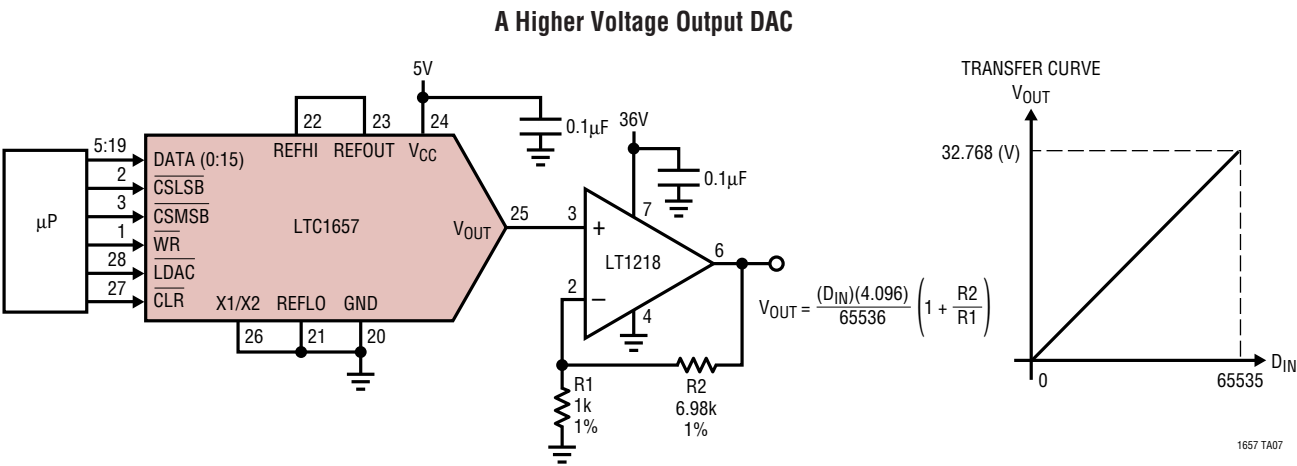 A Higher Voltage Output DAC
5V
22
23
24
0.1µF
36V
REFHI
REFOUT
VCC
0.1µF
µP
5:19
DATA (0:15)
2
CSLSB
3
CSMSB
1
WR
28
LDAC
27
CLR
LTC1657
VOUT
25
3
+
7
LT1218
6
2
–
4
X1/X2
REFLO
GND
26
21
20
R1
1k
1%
R2
6.98k
1%
VOUT = (DIN)(4.096) / 65536 (1 + R2 / R1)
TRANSFER CURVE
VOUT
32.768 (V)
0
65535
DIN
1657 TA07